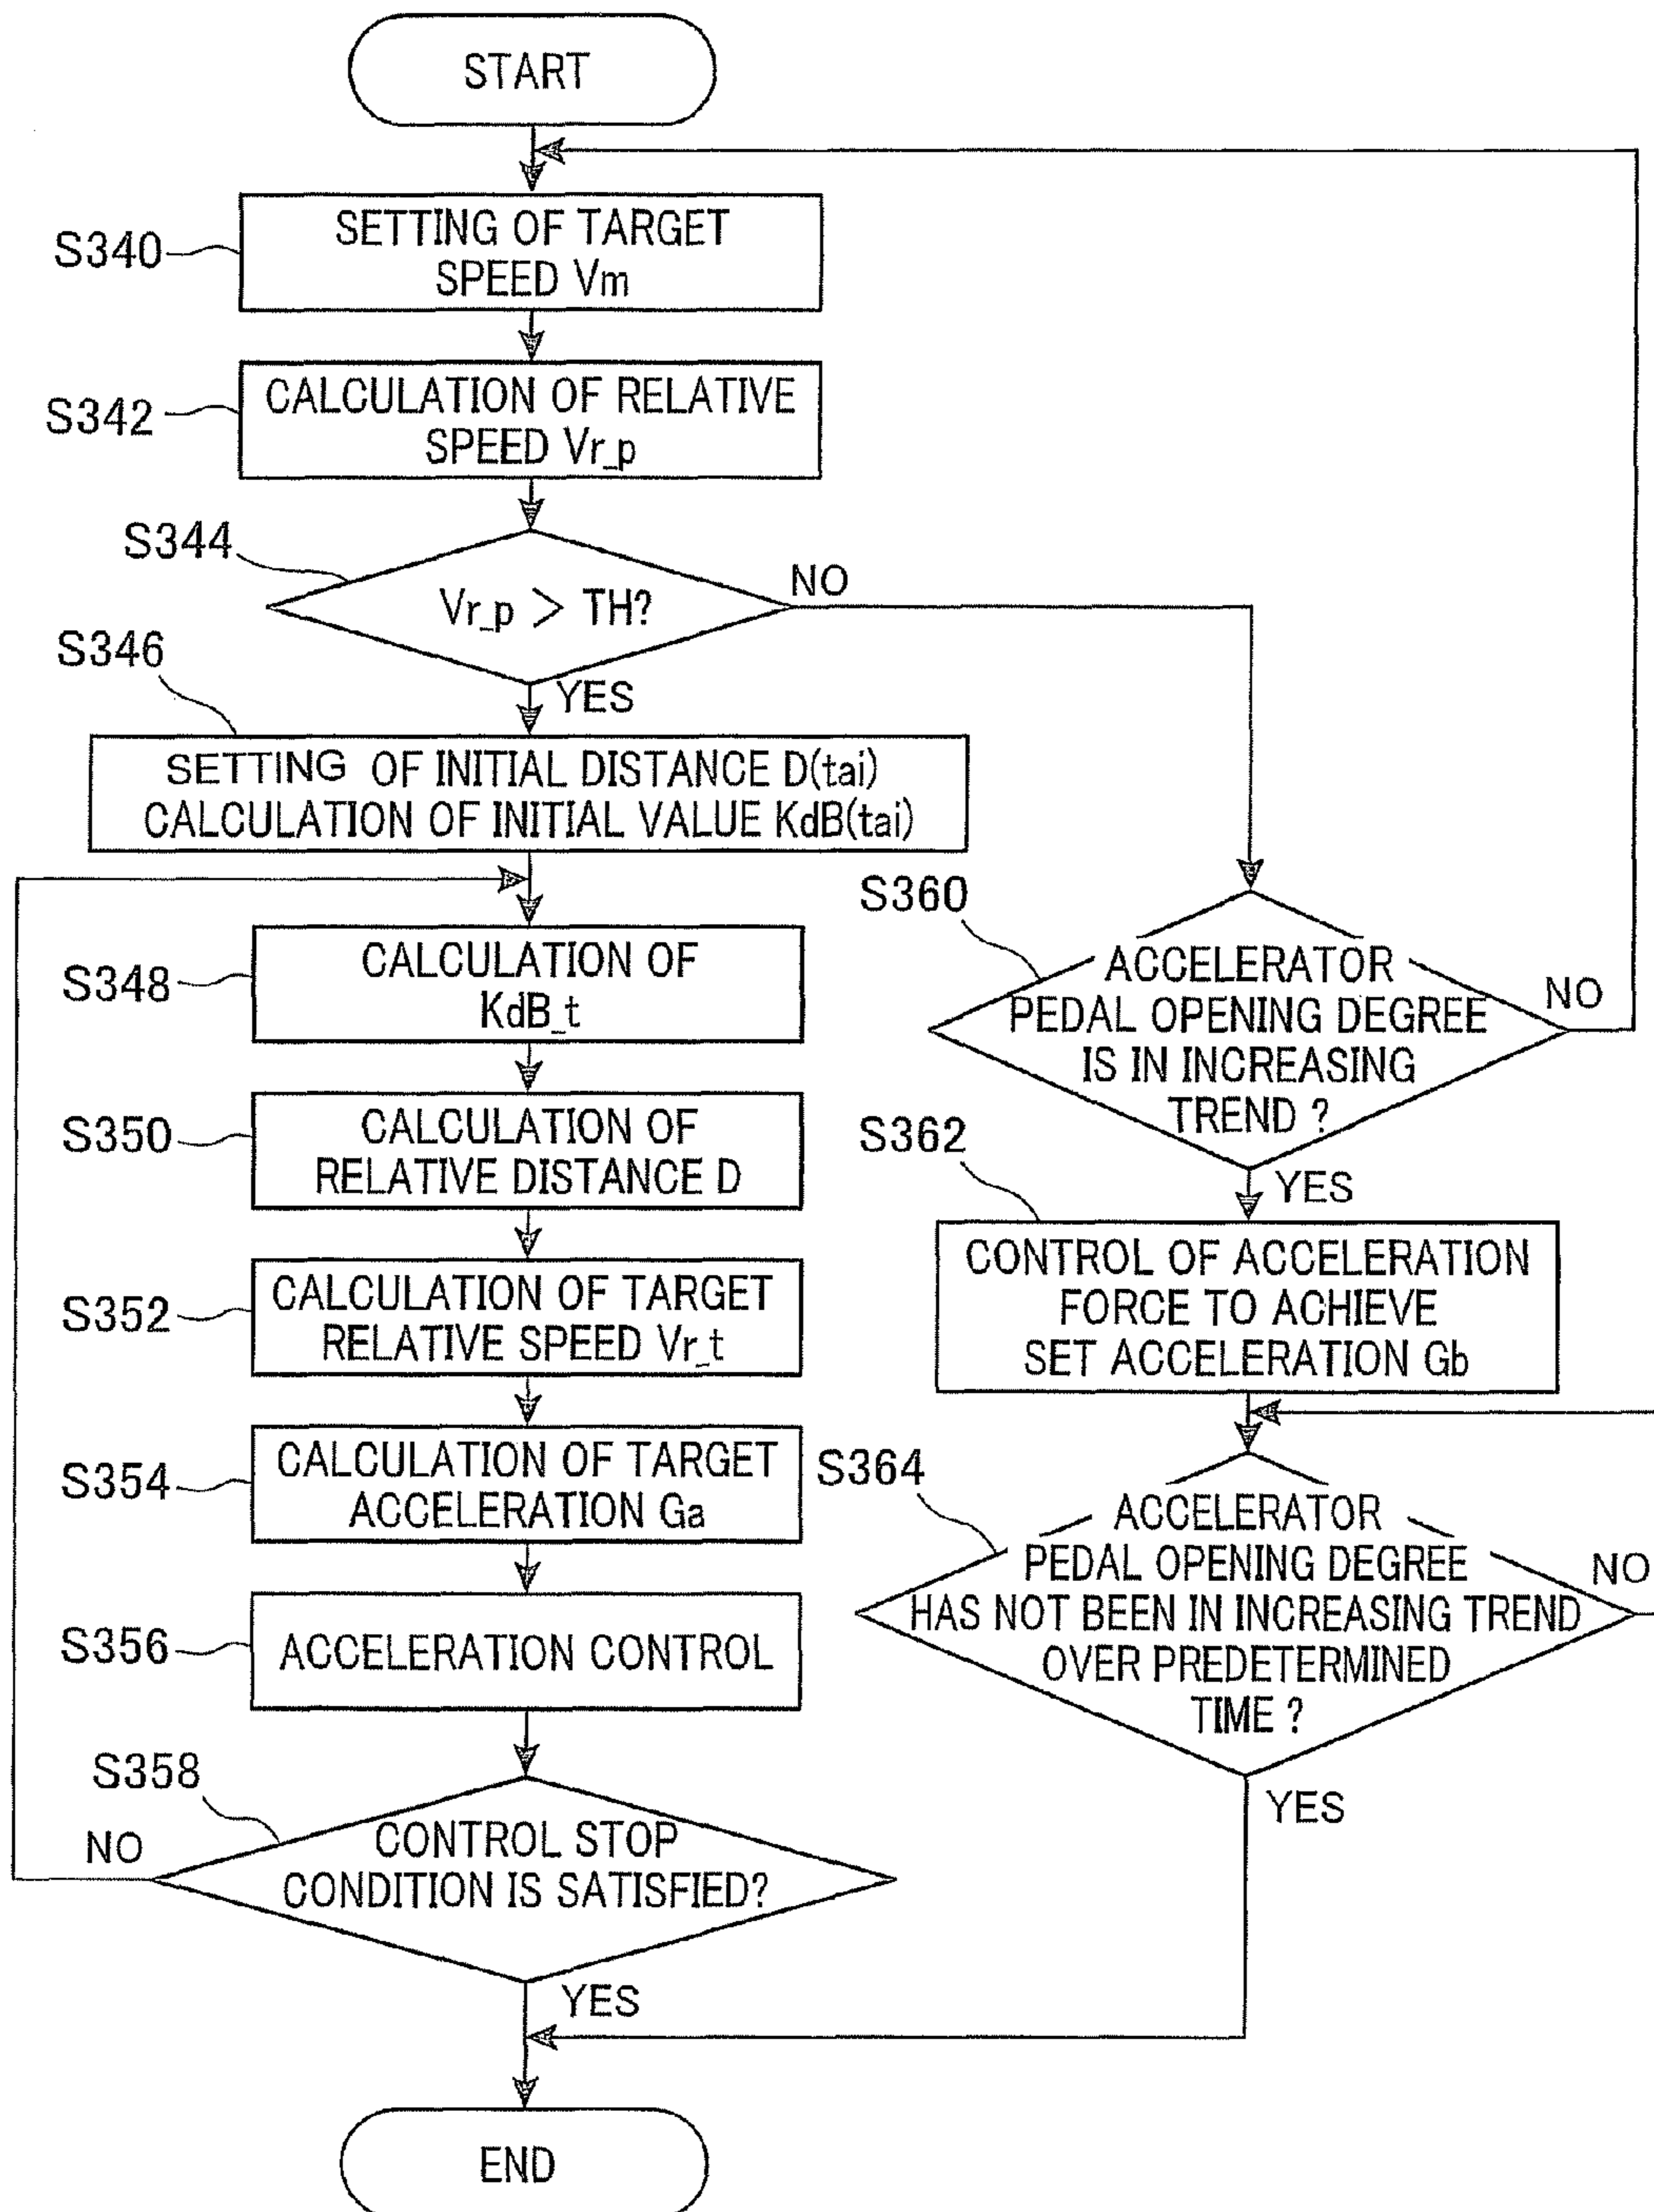 START
S340
SETTING OF TARGET
SPEED Vm
S342
CALCULATION OF RELATIVE
SPEED Vr_p
S344
Vr_p > TH?
NO
YES
S346
SETTING OF INITIAL DISTANCE D(tai)
CALCULATION OF INITIAL VALUE KdB(tai)
S348
CALCULATION OF
KdB_t
S350
CALCULATION OF
RELATIVE DISTANCE D
S352
CALCULATION OF TARGET
RELATIVE SPEED Vr_t
S354
CALCULATION OF TARGET
ACCELERATION Ga
S356
ACCELERATION CONTROL
S358
CONTROL STOP
CONDITION IS SATISFIED?
NO
YES
S360
ACCELERATOR
PEDAL OPENING DEGREE
IS IN INCREASING
TREND ?
NO
YES
S362
CONTROL OF ACCELERATION
FORCE TO ACHIEVE
SET ACCELERATION Gb
S364
ACCELERATOR
PEDAL OPENING DEGREE
HAS NOT BEEN IN INCREASING TREND
OVER PREDETERMINED
TIME ?
NO
YES
END